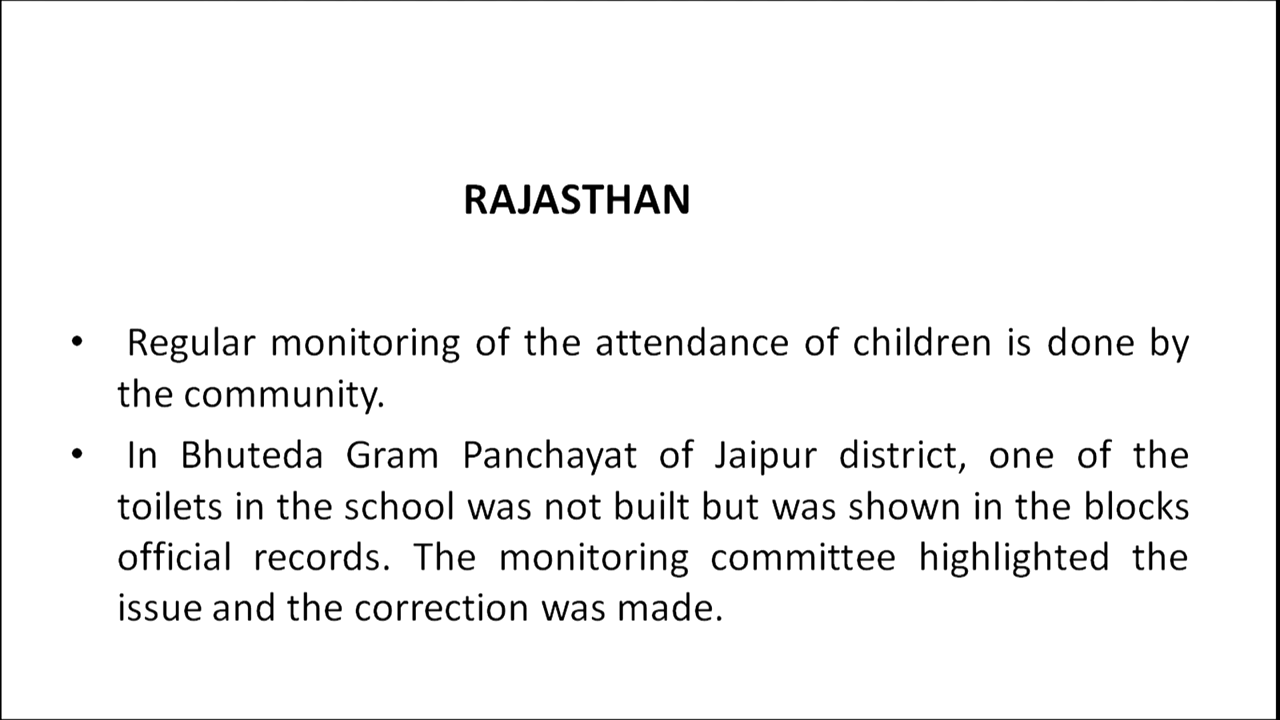 RAJASTHAN
• Regular monitoring of the attendance of children is done by
the community.
• In Bhuteda Gram Panchayat of Jaipur district, one of the
toilets in the school was not built but was shown in the blocks
official records. The monitoring committee highlighted the
issue and the correction was made.